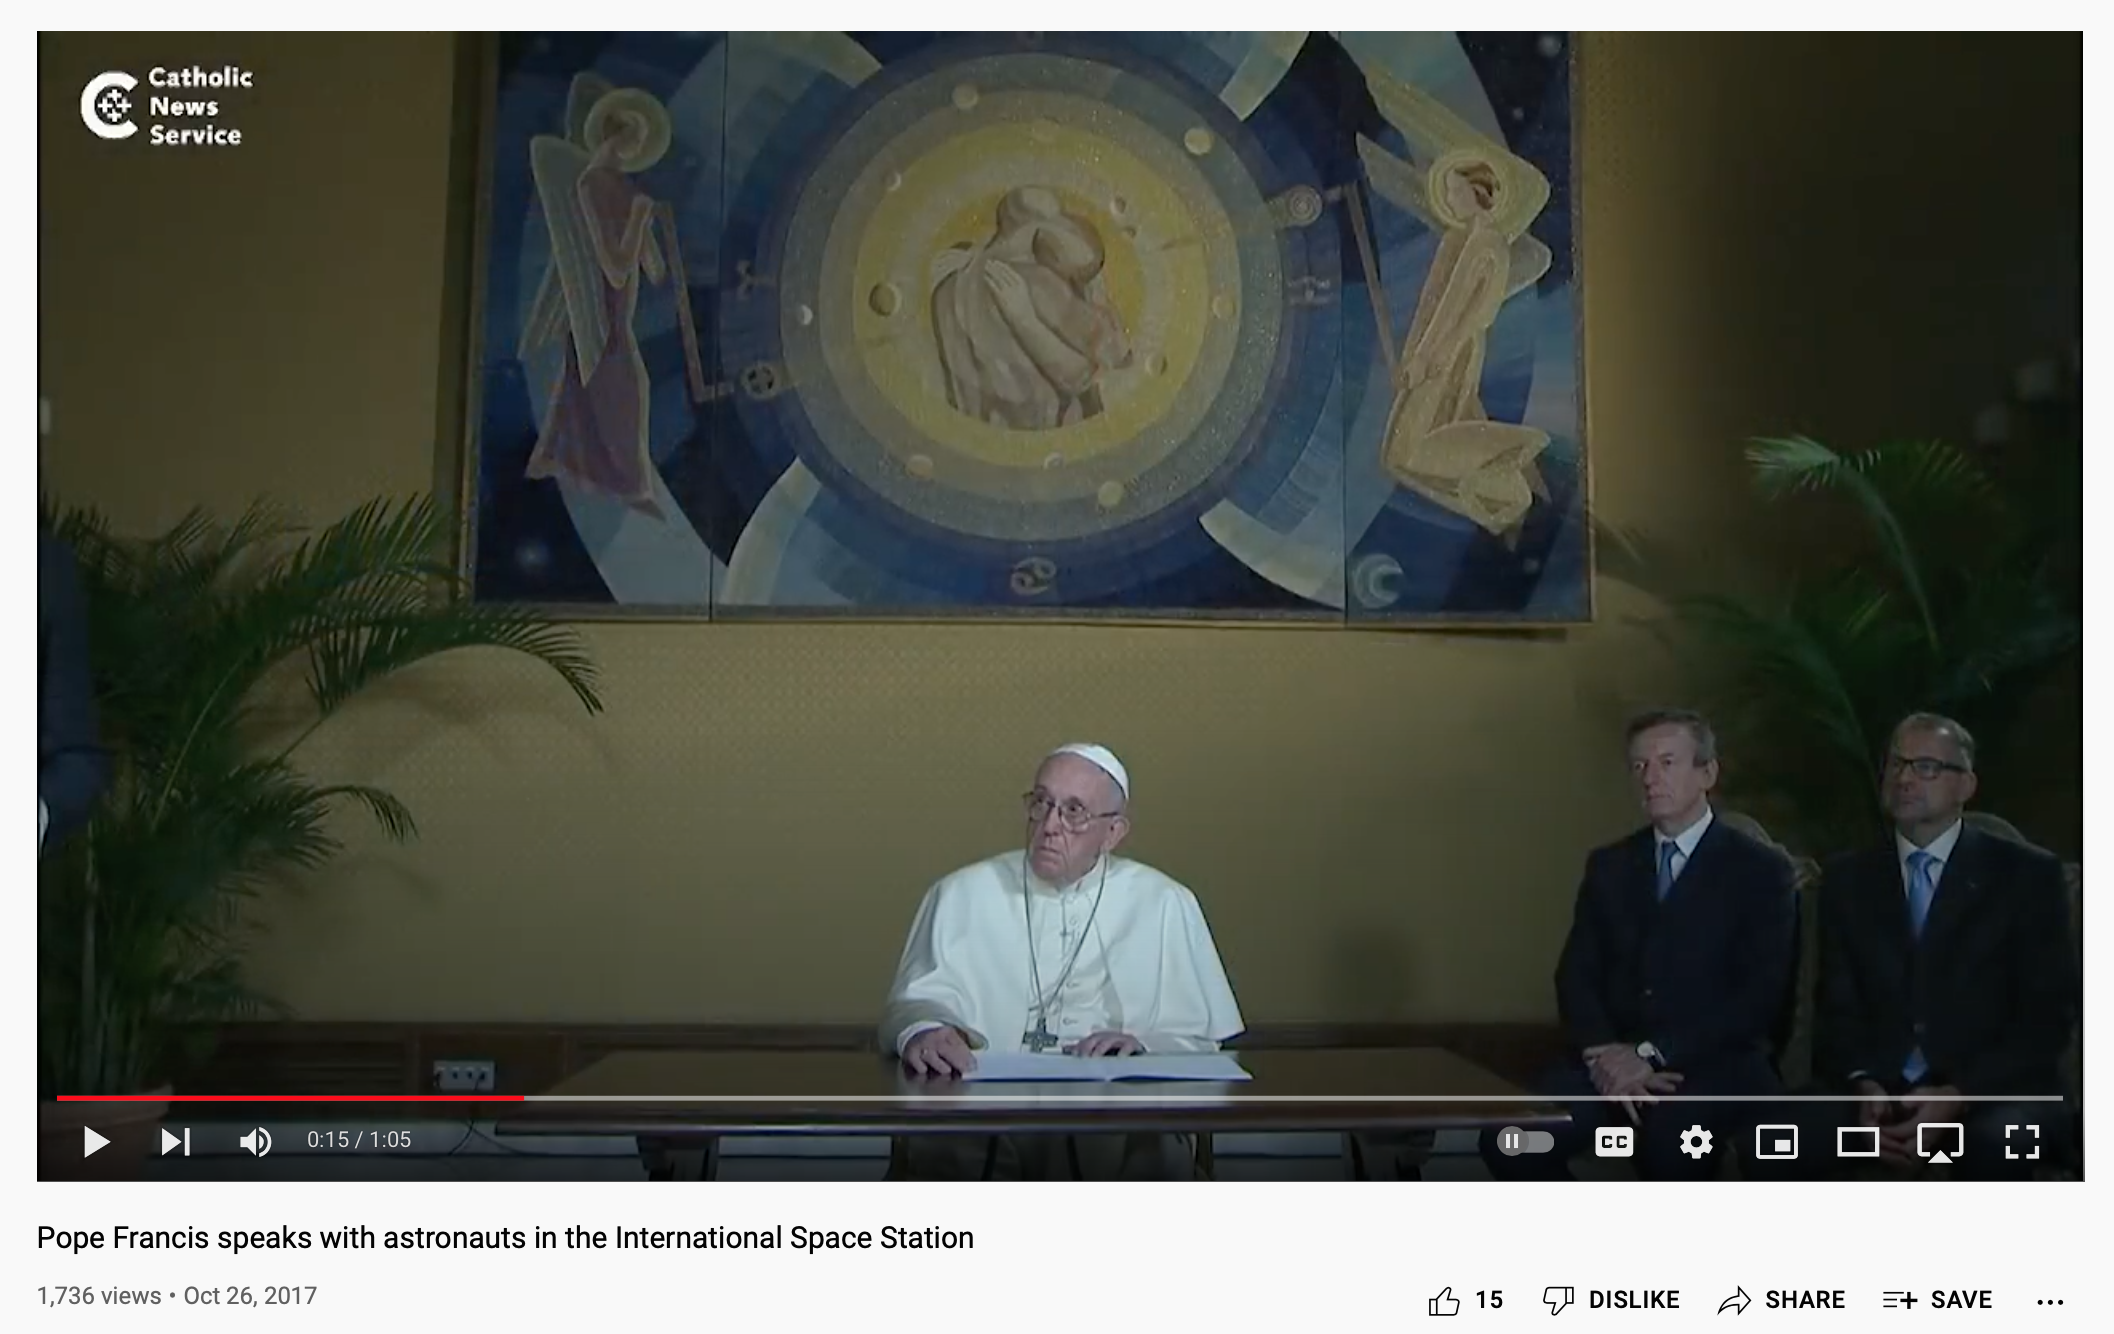 Catholic
News
Service
0:15 / 1:05
CC
Pope Francis speaks with astronauts in the International Space Station
1,736 views • Oct 26, 2017
15 DISLIKE SHARE SAVE